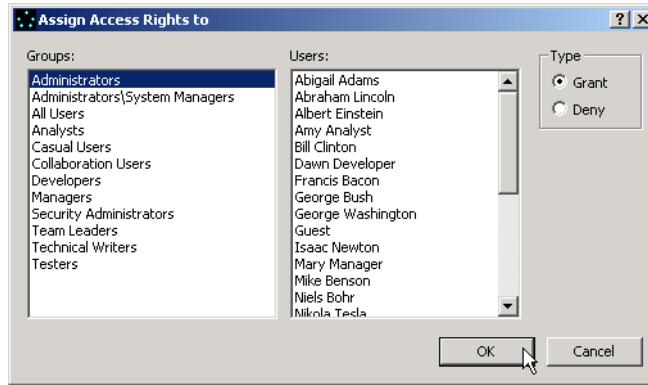 Assign Access Rights to
Groups:
Administrators
Administrators\System Managers
All Users
Analysts
Casual Users
Collaboration Users
Developers
Managers
Security Administrators
Team Leaders
Technical Writers
Testers
Users:
Abigail Adams
Abraham Lincoln
Albert Einstein
Amy Analyst
Bill Clinton
Dawn Developer
Francis Bacon
George Bush
George Washington
Guest
Isaac Newton
Mary Manager
Mike Benson
Niels Bohr
Nikola Tesla
Type
Grant
Deny
OK
Cancel